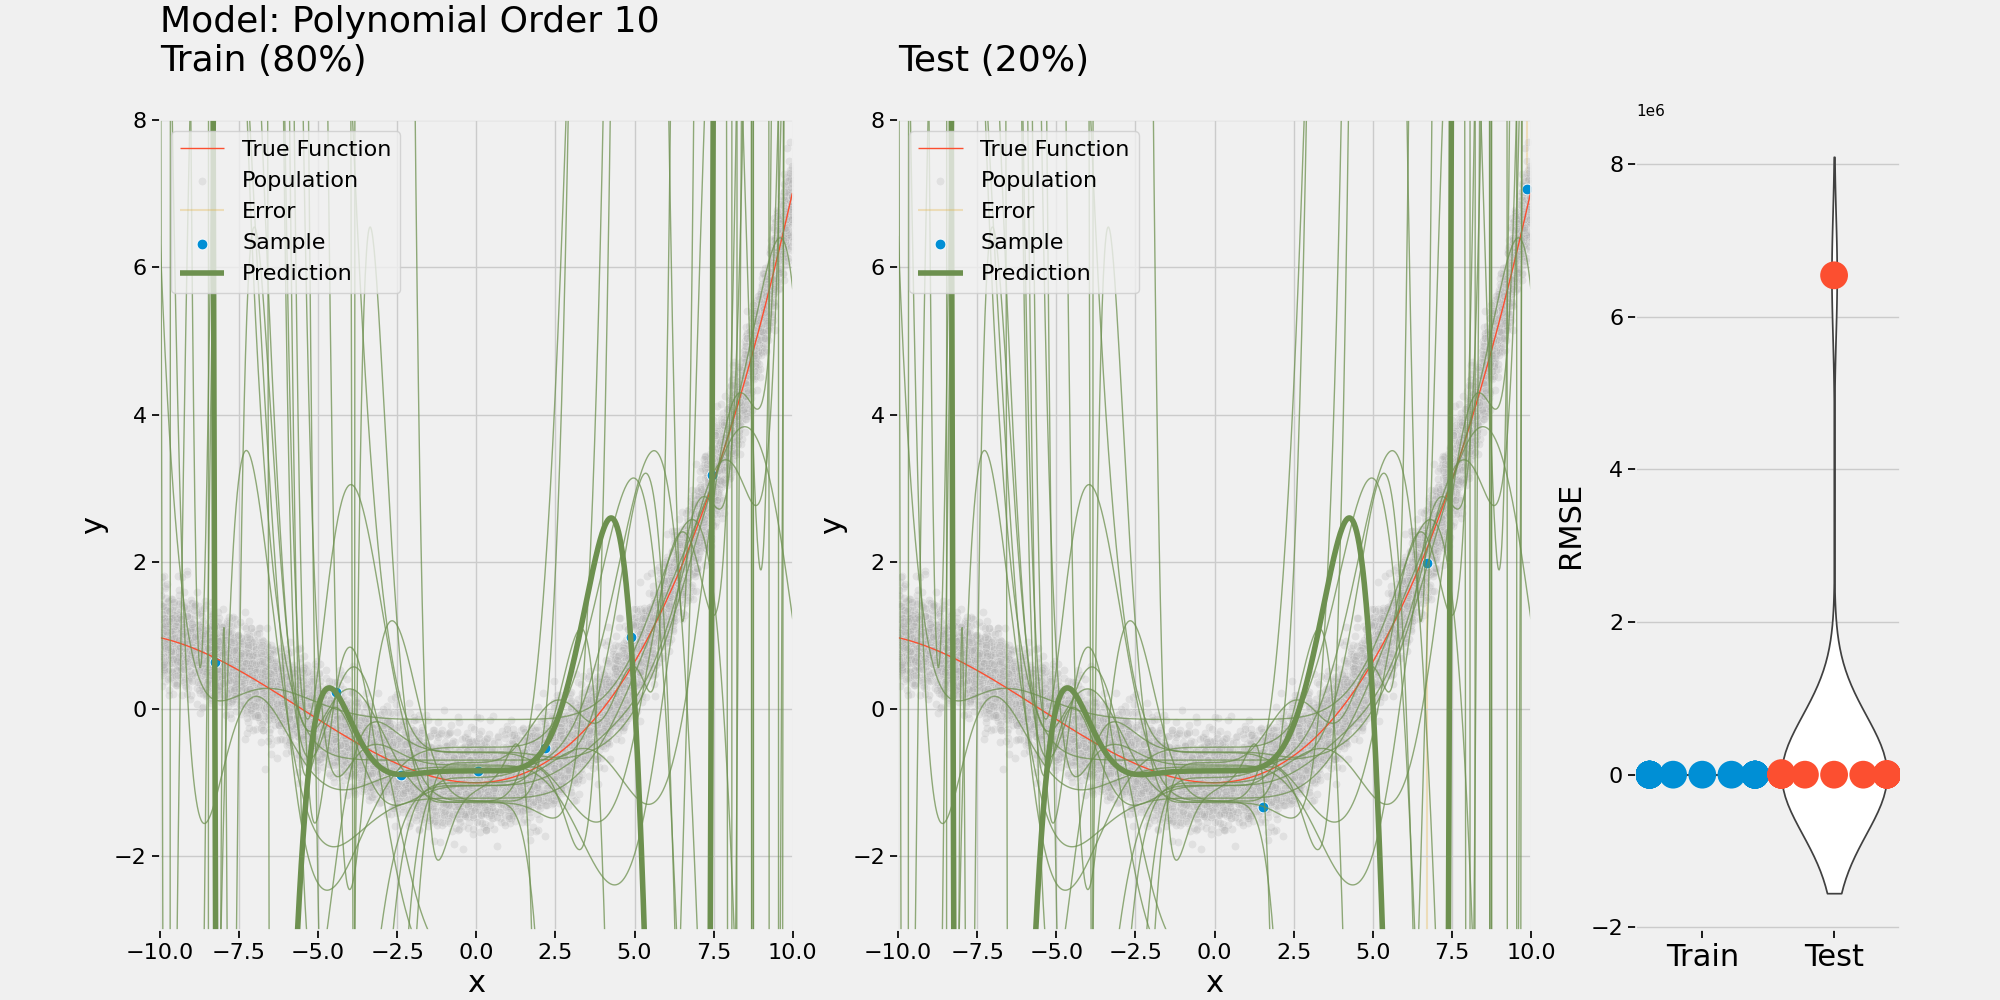 Model: Polynomial Order 10
Train (80%)
8
6
4
2
0
−2
y
True Function
Population
Error
Sample
Prediction
−10.0 −7.5 −5.0 −2.5 0.0 2.5 5.0 7.5 10.0
x
Test (20%)
8
6
4
2
0
−2
y
True Function
Population
Error
Sample
Prediction
−10.0 −7.5 −5.0 −2.5 0.0 2.5 5.0 7.5 10.0
x
1e6
8
6
4
2
0
−2
RMSE
Train Test